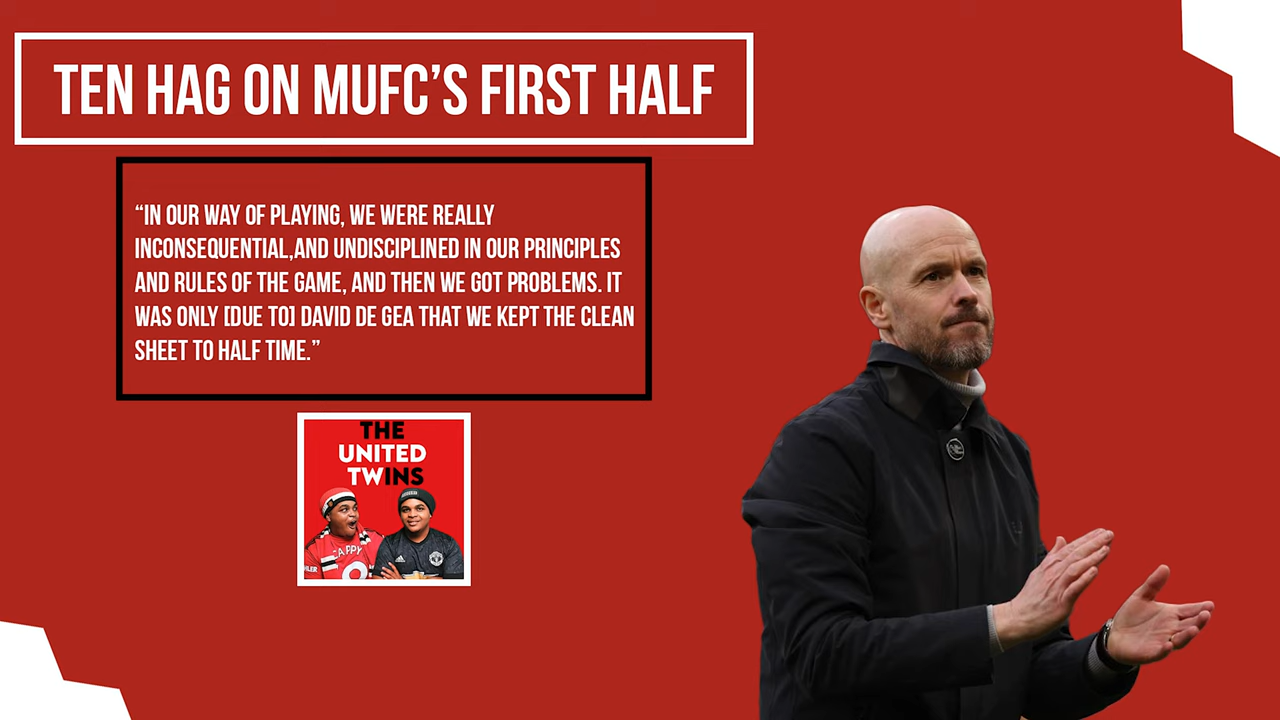 TEN HAG ON MUFC’S FIRST HALF
“IN OUR WAY OF PLAYING, WE WERE REALLY
INCONSEQUENTIAL,AND UNDISCIPLINED IN OUR PRINCIPLES
AND RULES OF THE GAME, AND THEN WE GOT PROBLEMS. IT
WAS ONLY [DUE TO] DAVID DE GEA THAT WE KEPT THE CLEAN
SHEET TO HALF TIME.”
THE
UNITED
TWINS